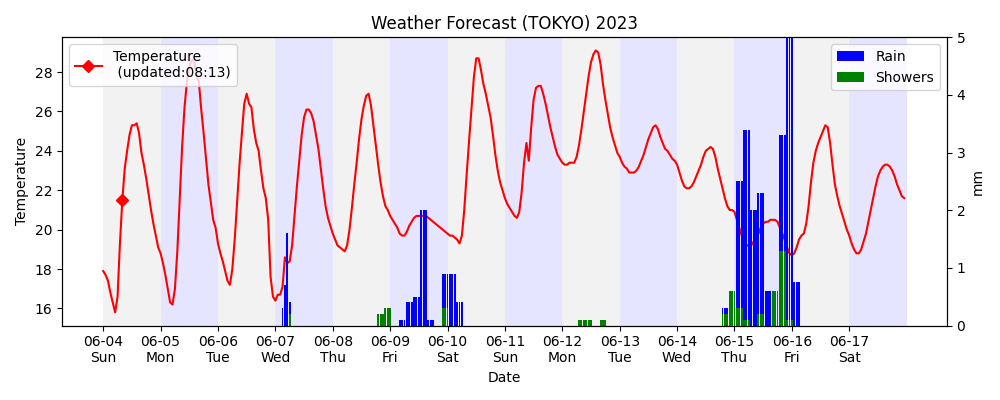 Weather Forecast (TOKYO) 2023
Temperature
(updated:08:13)
Rain
Showers
Temperature
28
26
24
22
20
18
16
5
4
3
2
1
0
mm
06-04 06-05 06-06 06-07 06-08 06-09 06-10 06-11 06-12 06-13 06-14 06-15 06-16 06-17
Sun Mon Tue Wed Thu Fri Sat Sun Mon Tue Wed Thu Fri Sat
Date